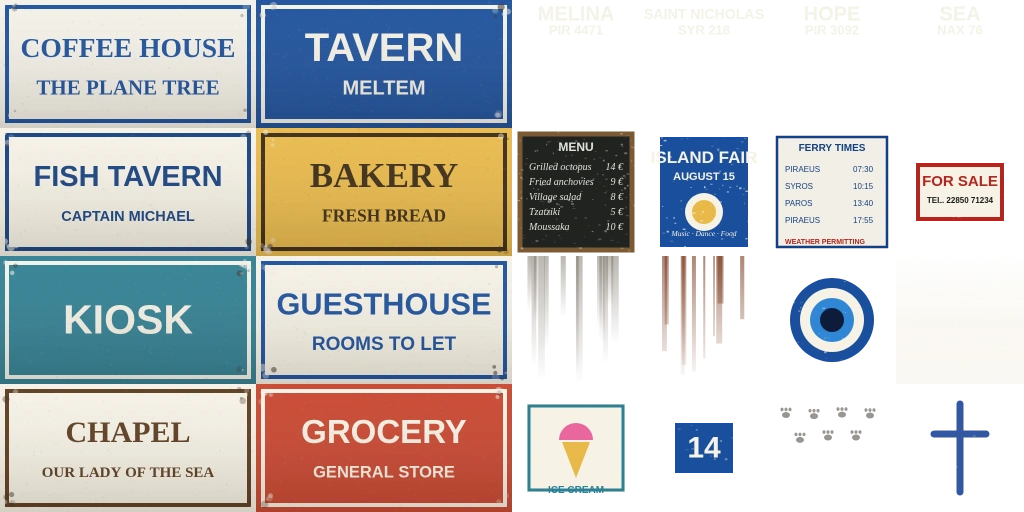 COFFEE HOUSE
THE PLANE TREE
TAVERN
MELTEM
MELINA
PIR 4471
SAINT NICHOLAS
SYR 218
HOPE
PIR 3092
SEA
NAX 76
FISH TAVERN
CAPTAIN MICHAEL
BAKERY
FRESH BREAD
MENU
Grilled octopus 14 €
Fried anchovies 9 €
Village salad 8 €
Tzatziki 5 €
Moussaka 10 €
ISLAND FAIR
AUGUST 15
Music · Dance · Food
FERRY TIMES
PIRAEUS 07:30
SYROS 10:15
PAROS 13:40
PIRAEUS 17:55
WEATHER PERMITTING
FOR SALE
TEL. 22850 71234
KIOSK
GUESTHOUSE
ROOMS TO LET
CHAPEL
OUR LADY OF THE SEA
GROCERY
GENERAL STORE
ICE CREAM
14